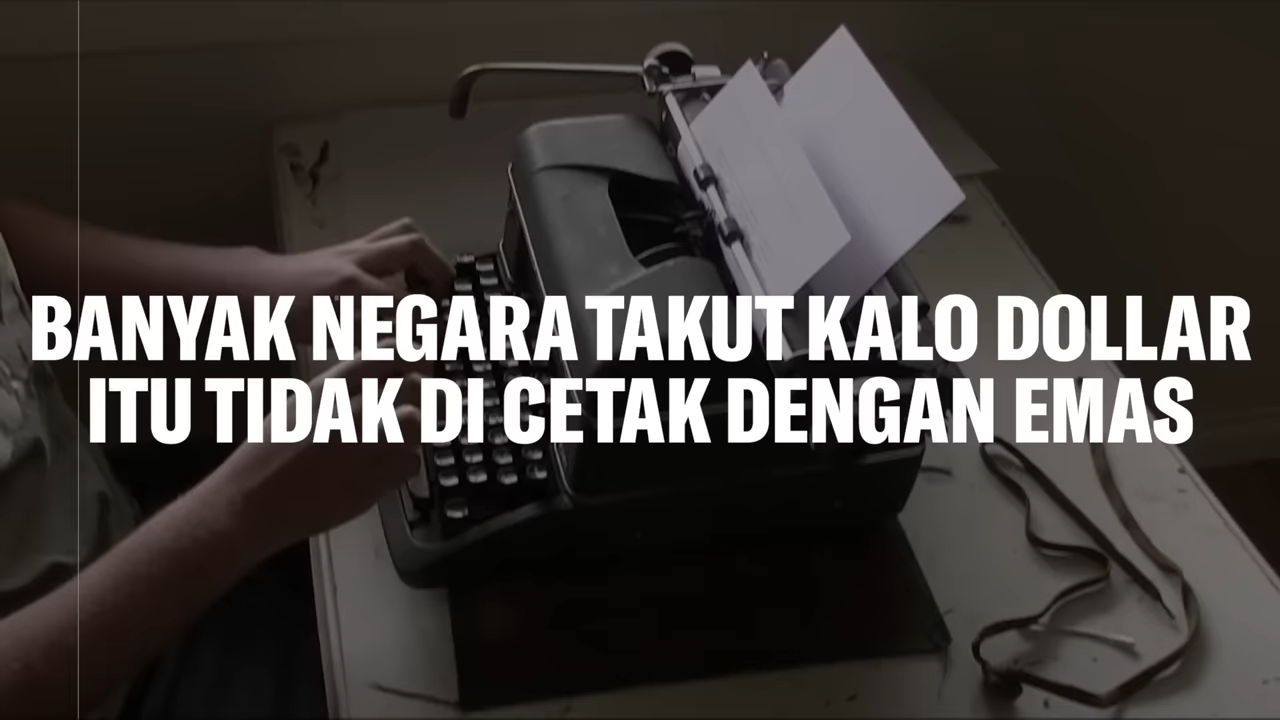 BANYAK NEGARA TAKUT KALO DOLLAR
ITU TIDAK DI CETAK DENGAN EMAS